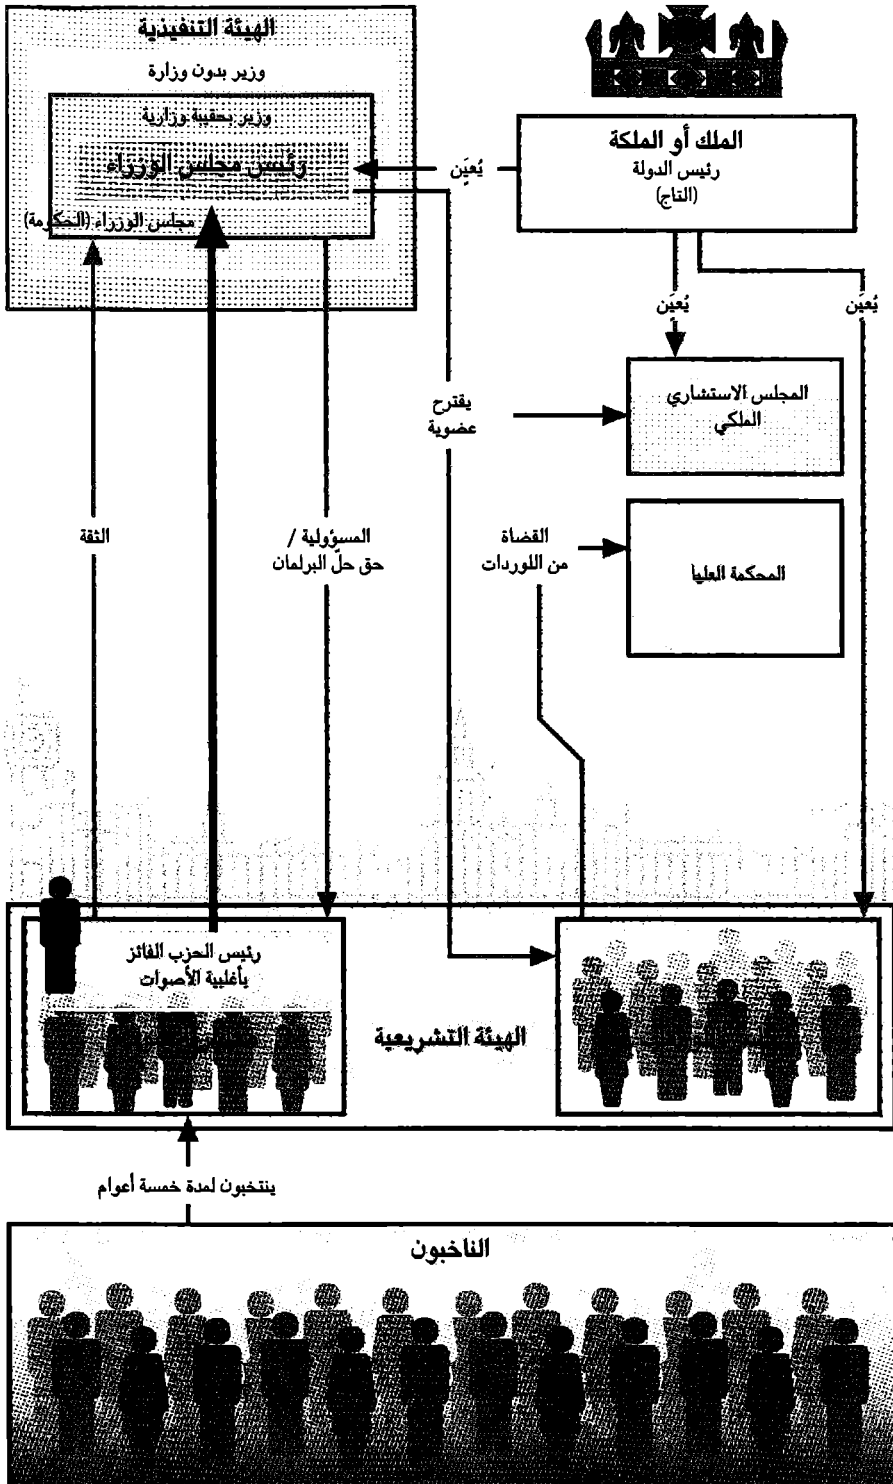 الهيئة التنفيذية
وزير بدون وزارة
وزير بحقيبة وزارية
رئيس مجلس الوزراء
مجلس الوزراء (الحكومة)
الملك أو الملكة
رئيس الدولة
(التاج)
يُعيّن
يُعيّن
يُعيّن
يقترح
عضوية
المجلس الاستشاري
الملكي
الثقة
المسؤولية /
حق حلّ البرلمان
القضاة
من اللوردات
المحكمة العليا
رئيس الحزب الفائز
بأغلبية الأصوات
الهيئة التشريعية
ينتخبون لمدة خمسة أعوام
الناخبون